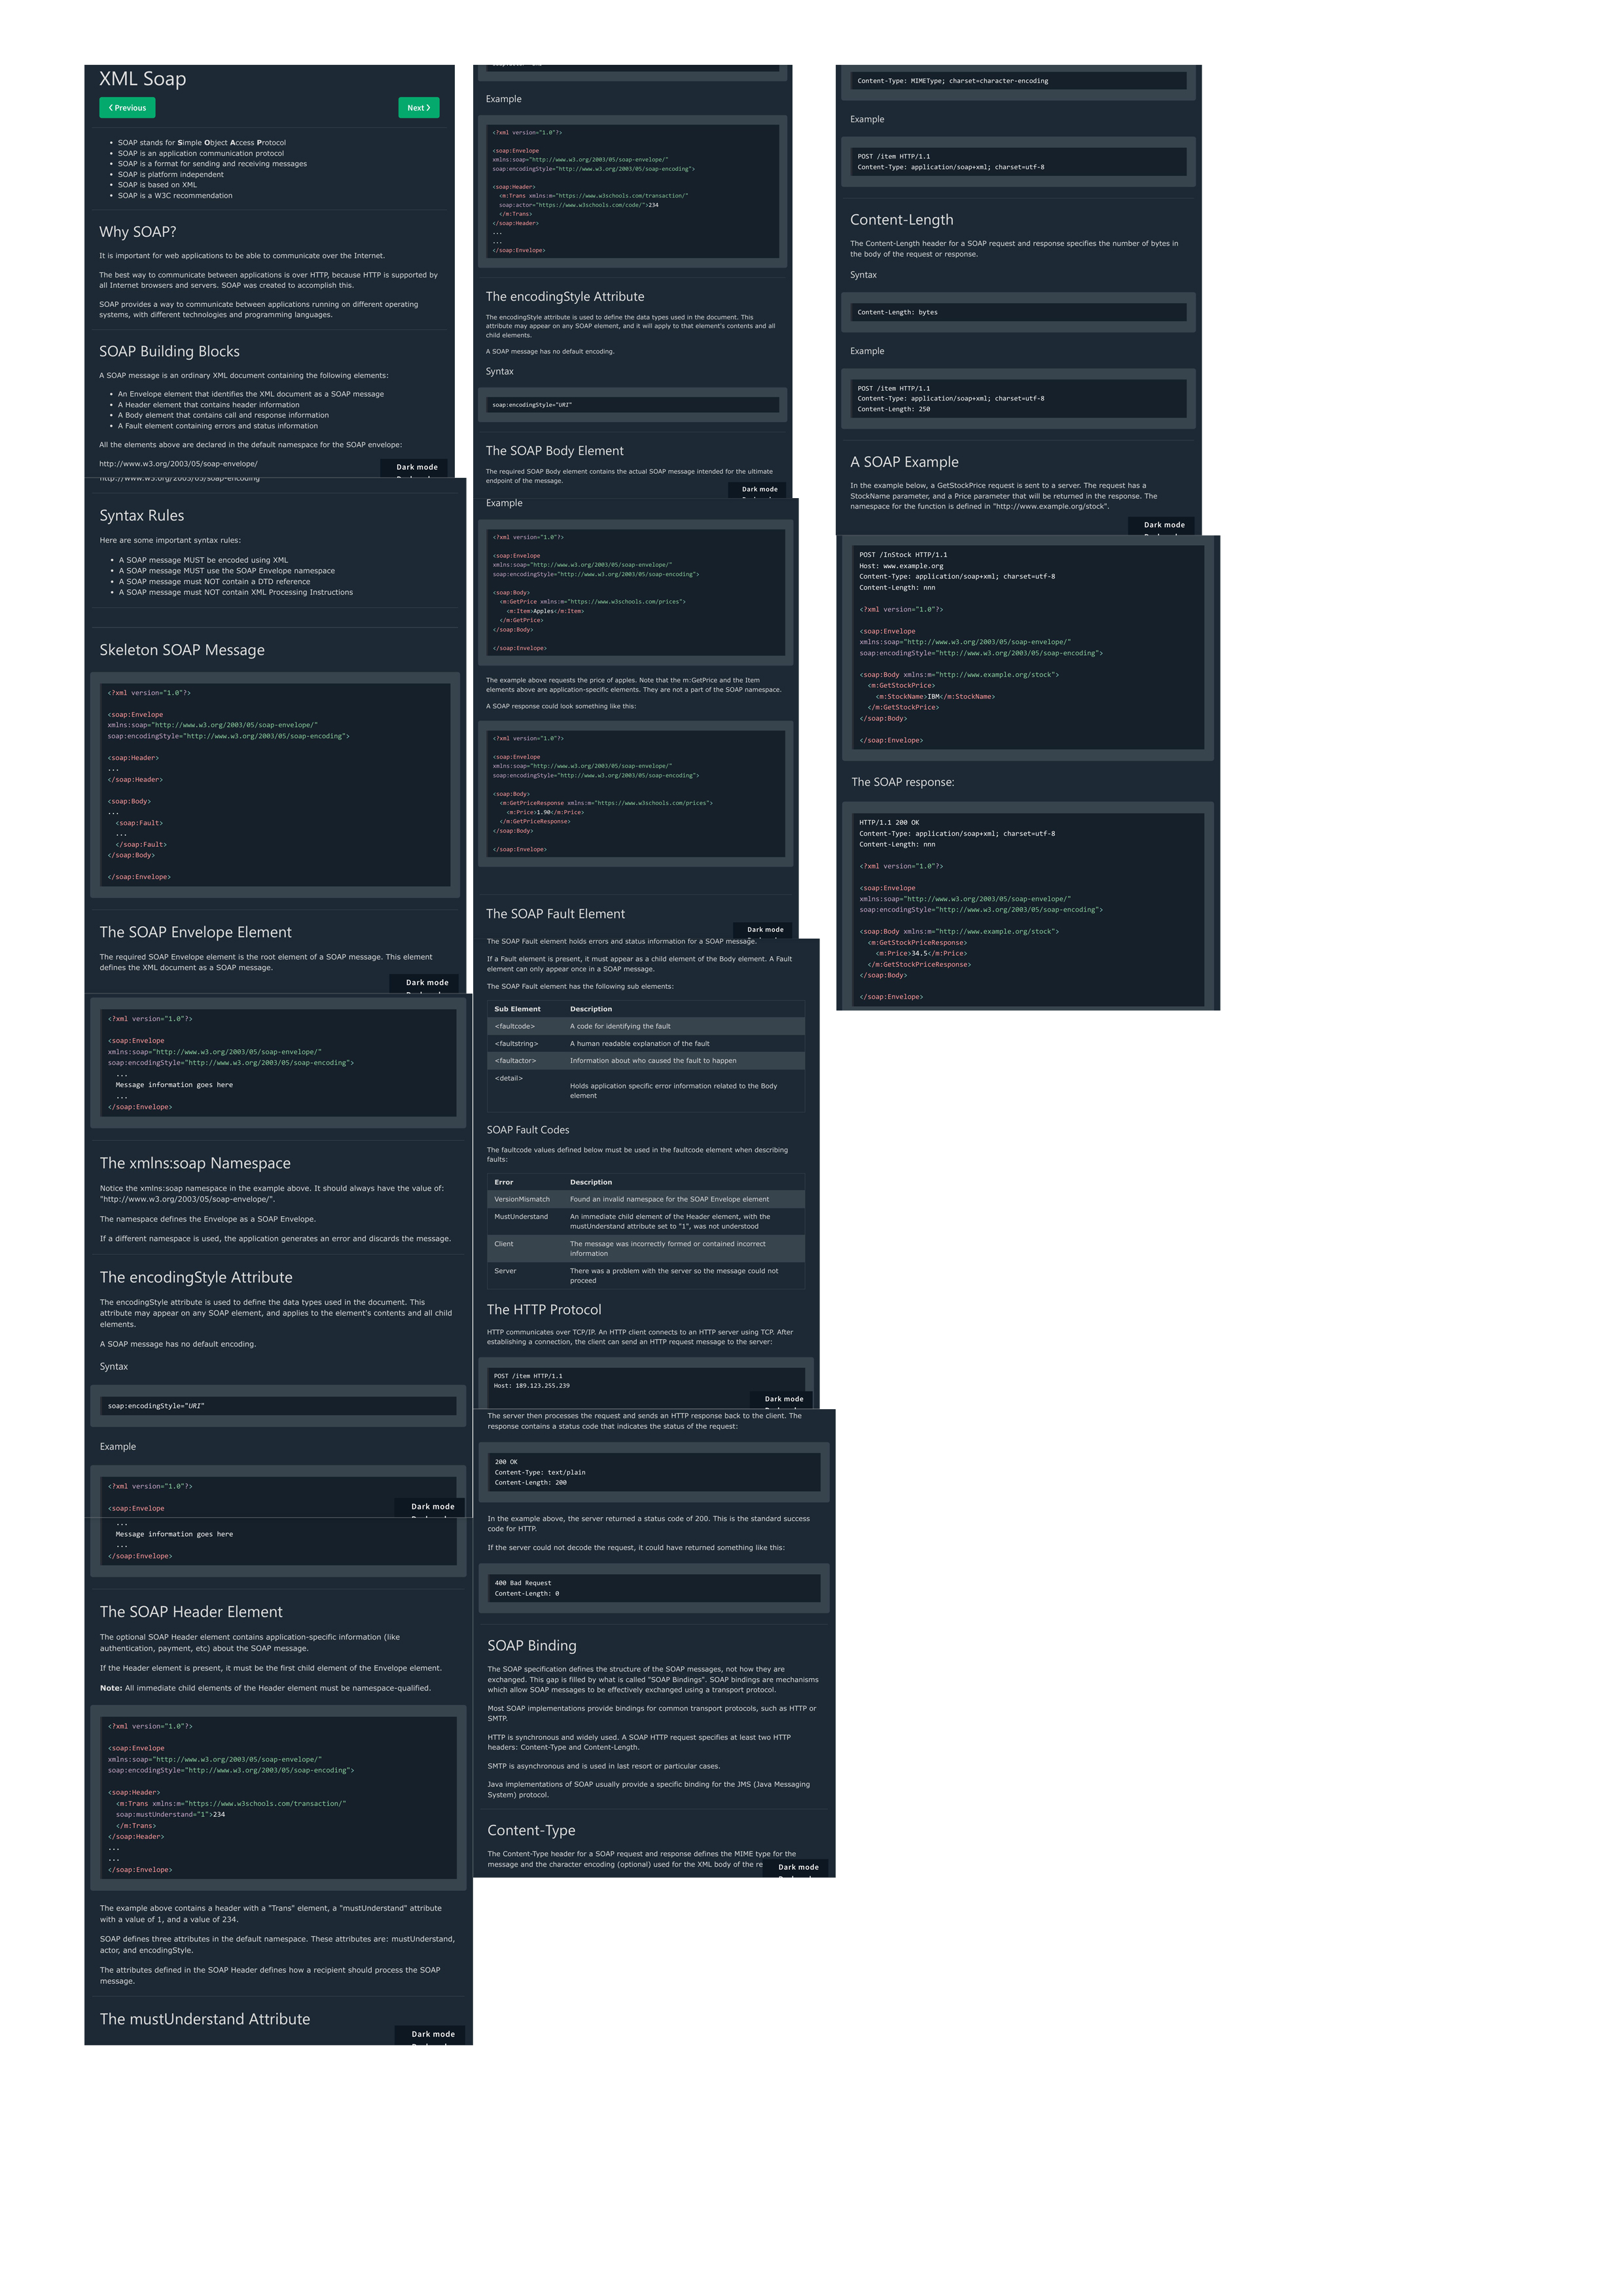 XML Soap
❮ Previous
Next ❯
• SOAP stands for Simple Object Access Protocol
• SOAP is an application communication protocol
• SOAP is a format for sending and receiving messages
• SOAP is platform independent
• SOAP is based on XML
• SOAP is a W3C recommendation
Why SOAP?
It is important for web applications to be able to communicate over the Internet.
The best way to communicate between applications is over HTTP, because HTTP is supported by
all Internet browsers and servers. SOAP was created to accomplish this.
SOAP provides a way to communicate between applications running on different operating
systems, with different technologies and programming languages.
SOAP Building Blocks
A SOAP message is an ordinary XML document containing the following elements:
• An Envelope element that identifies the XML document as a SOAP message
• A Header element that contains header information
• A Body element that contains call and response information
• A Fault element containing errors and status information
All the elements above are declared in the default namespace for the SOAP envelope:
http://www.w3.org/2003/05/soap-envelope/
Dark mode
http://www.w3.org/2003/05/soap-encoding
Syntax Rules
Here are some important syntax rules:
• A SOAP message MUST be encoded using XML
• A SOAP message MUST use the SOAP Envelope namespace
• A SOAP message must NOT contain a DTD reference
• A SOAP message must NOT contain XML Processing Instructions
Skeleton SOAP Message
<?xml version="1.0"?>
<soap:Envelope
xmlns:soap="http://www.w3.org/2003/05/soap-envelope/"
soap:encodingStyle="http://www.w3.org/2003/05/soap-encoding">
<soap:Header>
...
</soap:Header>
<soap:Body>
...
<soap:Fault>
...
</soap:Fault>
</soap:Body>
</soap:Envelope>
The SOAP Envelope Element
The required SOAP Envelope element is the root element of a SOAP message. This element
defines the XML document as a SOAP message.
Dark mode
<?xml version="1.0"?>
<soap:Envelope
xmlns:soap="http://www.w3.org/2003/05/soap-envelope/"
soap:encodingStyle="http://www.w3.org/2003/05/soap-encoding">
...
Message information goes here
...
</soap:Envelope>
The xmlns:soap Namespace
Notice the xmlns:soap namespace in the example above. It should always have the value of:
"http://www.w3.org/2003/05/soap-envelope/".
The namespace defines the Envelope as a SOAP Envelope.
If a different namespace is used, the application generates an error and discards the message.
The encodingStyle Attribute
The encodingStyle attribute is used to define the data types used in the document. This
attribute may appear on any SOAP element, and applies to the element's contents and all child
elements.
A SOAP message has no default encoding.
Syntax
soap:encodingStyle="URI"
Example
<?xml version="1.0"?>
<soap:Envelope
Dark mode
...
Message information goes here
...
</soap:Envelope>
The SOAP Header Element
The optional SOAP Header element contains application-specific information (like
authentication, payment, etc) about the SOAP message.
If the Header element is present, it must be the first child element of the Envelope element.
Note: All immediate child elements of the Header element must be namespace-qualified.
<?xml version="1.0"?>
<soap:Envelope
xmlns:soap="http://www.w3.org/2003/05/soap-envelope/"
soap:encodingStyle="http://www.w3.org/2003/05/soap-encoding">
<soap:Header>
<m:Trans xmlns:m="https://www.w3schools.com/transaction/"
soap:mustUnderstand="1">234
</m:Trans>
</soap:Header>
...
...
</soap:Envelope>
The example above contains a header with a "Trans" element, a "mustUnderstand" attribute
with a value of 1, and a value of 234.
SOAP defines three attributes in the default namespace. These attributes are: mustUnderstand,
actor, and encodingStyle.
The attributes defined in the SOAP Header defines how a recipient should process the SOAP
message.
The mustUnderstand Attribute
Dark mode
Example
<?xml version="1.0"?>
<soap:Envelope
xmlns:soap="http://www.w3.org/2003/05/soap-envelope/"
soap:encodingStyle="http://www.w3.org/2003/05/soap-encoding">
<soap:Header>
<m:Trans xmlns:m="https://www.w3schools.com/transaction/"
soap:actor="https://www.w3schools.com/code/">234
</m:Trans>
</soap:Header>
...
...
</soap:Envelope>
The encodingStyle Attribute
The encodingStyle attribute is used to define the data types used in the document. This
attribute may appear on any SOAP element, and it will apply to that element's contents and all
child elements.
A SOAP message has no default encoding.
Syntax
soap:encodingStyle="URI"
The SOAP Body Element
The required SOAP Body element contains the actual SOAP message intended for the ultimate
endpoint of the message.
Dark mode
Example
<?xml version="1.0"?>
<soap:Envelope
xmlns:soap="http://www.w3.org/2003/05/soap-envelope/"
soap:encodingStyle="http://www.w3.org/2003/05/soap-encoding">
<soap:Body>
<m:GetPrice xmlns:m="https://www.w3schools.com/prices">
<m:Item>Apples</m:Item>
</m:GetPrice>
</soap:Body>
</soap:Envelope>
The example above requests the price of apples. Note that the m:GetPrice and the Item
elements above are application-specific elements. They are not a part of the SOAP namespace.
A SOAP response could look something like this:
<?xml version="1.0"?>
<soap:Envelope
xmlns:soap="http://www.w3.org/2003/05/soap-envelope/"
soap:encodingStyle="http://www.w3.org/2003/05/soap-encoding">
<soap:Body>
<m:GetPriceResponse xmlns:m="https://www.w3schools.com/prices">
<m:Price>1.90</m:Price>
</m:GetPriceResponse>
</soap:Body>
</soap:Envelope>
The SOAP Fault Element
Dark mode
The SOAP Fault element holds errors and status information for a SOAP message.
If a Fault element is present, it must appear as a child element of the Body element. A Fault
element can only appear once in a SOAP message.
The SOAP Fault element has the following sub elements:
Sub Element Description
<faultcode> A code for identifying the fault
<faultstring> A human readable explanation of the fault
<faultactor> Information about who caused the fault to happen
<detail> Holds application specific error information related to the Body
element
SOAP Fault Codes
The faultcode values defined below must be used in the faultcode element when describing
faults:
Error Description
VersionMismatch Found an invalid namespace for the SOAP Envelope element
MustUnderstand An immediate child element of the Header element, with the
mustUnderstand attribute set to "1", was not understood
Client The message was incorrectly formed or contained incorrect
information
Server There was a problem with the server so the message could not
proceed
The HTTP Protocol
HTTP communicates over TCP/IP. An HTTP client connects to an HTTP server using TCP. After
establishing a connection, the client can send an HTTP request message to the server:
POST /item HTTP/1.1
Host: 189.123.255.239
Dark mode
The server then processes the request and sends an HTTP response back to the client. The
response contains a status code that indicates the status of the request:
200 OK
Content-Type: text/plain
Content-Length: 200
In the example above, the server returned a status code of 200. This is the standard success
code for HTTP.
If the server could not decode the request, it could have returned something like this:
400 Bad Request
Content-Length: 0
SOAP Binding
The SOAP specification defines the structure of the SOAP messages, not how they are
exchanged. This gap is filled by what is called "SOAP Bindings". SOAP bindings are mechanisms
which allow SOAP messages to be effectively exchanged using a transport protocol.
Most SOAP implementations provide bindings for common transport protocols, such as HTTP or
SMTP.
HTTP is synchronous and widely used. A SOAP HTTP request specifies at least two HTTP
headers: Content-Type and Content-Length.
SMTP is asynchronous and is used in last resort or particular cases.
Java implementations of SOAP usually provide a specific binding for the JMS (Java Messaging
System) protocol.
Content-Type
The Content-Type header for a SOAP request and response defines the MIME type for the
message and the character encoding (optional) used for the XML body of the re
Dark mode
Content-Type: MIMEType; charset=character-encoding
Example
POST /item HTTP/1.1
Content-Type: application/soap+xml; charset=utf-8
Content-Length
The Content-Length header for a SOAP request and response specifies the number of bytes in
the body of the request or response.
Syntax
Content-Length: bytes
Example
POST /item HTTP/1.1
Content-Type: application/soap+xml; charset=utf-8
Content-Length: 250
A SOAP Example
In the example below, a GetStockPrice request is sent to a server. The request has a
StockName parameter, and a Price parameter that will be returned in the response. The
namespace for the function is defined in "http://www.example.org/stock".
Dark mode
POST /InStock HTTP/1.1
Host: www.example.org
Content-Type: application/soap+xml; charset=utf-8
Content-Length: nnn
<?xml version="1.0"?>
<soap:Envelope
xmlns:soap="http://www.w3.org/2003/05/soap-envelope/"
soap:encodingStyle="http://www.w3.org/2003/05/soap-encoding">
<soap:Body xmlns:m="http://www.example.org/stock">
<m:GetStockPrice>
<m:StockName>IBM</m:StockName>
</m:GetStockPrice>
</soap:Body>
</soap:Envelope>
The SOAP response:
HTTP/1.1 200 OK
Content-Type: application/soap+xml; charset=utf-8
Content-Length: nnn
<?xml version="1.0"?>
<soap:Envelope
xmlns:soap="http://www.w3.org/2003/05/soap-envelope/"
soap:encodingStyle="http://www.w3.org/2003/05/soap-encoding">
<soap:Body xmlns:m="http://www.example.org/stock">
<m:GetStockPriceResponse>
<m:Price>34.5</m:Price>
</m:GetStockPriceResponse>
</soap:Body>
</soap:Envelope>